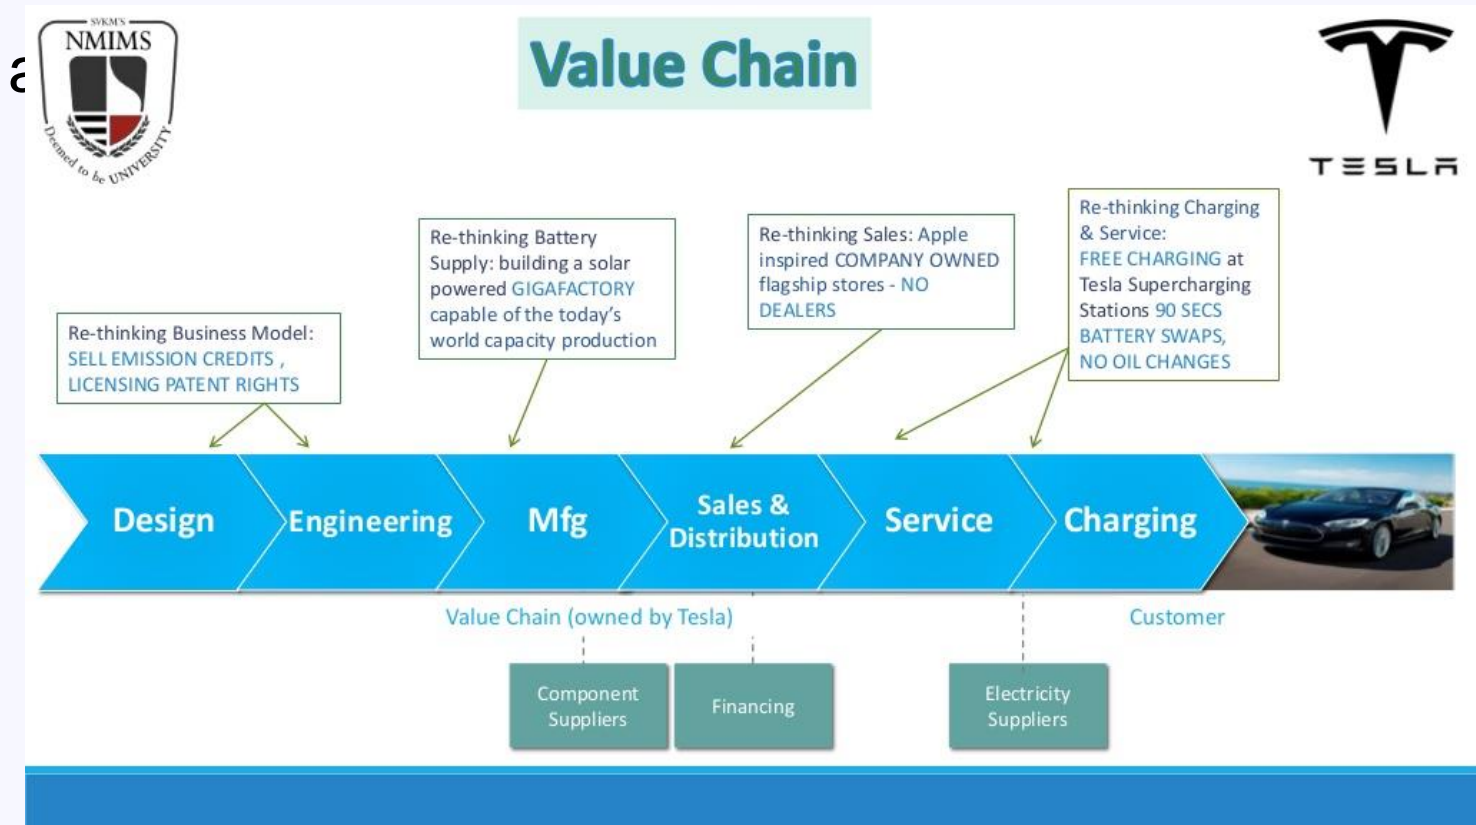 a
SVKM'S
NMIMS
Deemed to be UNIVERSITY
Value Chain
TESLA
Re-thinking Business Model:
SELL EMISSION CREDITS ,
LICENSING PATENT RIGHTS
Re-thinking Battery
Supply: building a solar
powered GIGAFACTORY
capable of the today's
world capacity production
Re-thinking Sales: Apple
inspired COMPANY OWNED
flagship stores - NO
DEALERS
Re-thinking Charging
& Service:
FREE CHARGING at
Tesla Supercharging
Stations 90 SECS
BATTERY SWAPS,
NO OIL CHANGES
Design
Engineering
Mfg
Sales &
Distribution
Service
Charging
Value Chain (owned by Tesla)
Customer
Component
Suppliers
Financing
Electricity
Suppliers